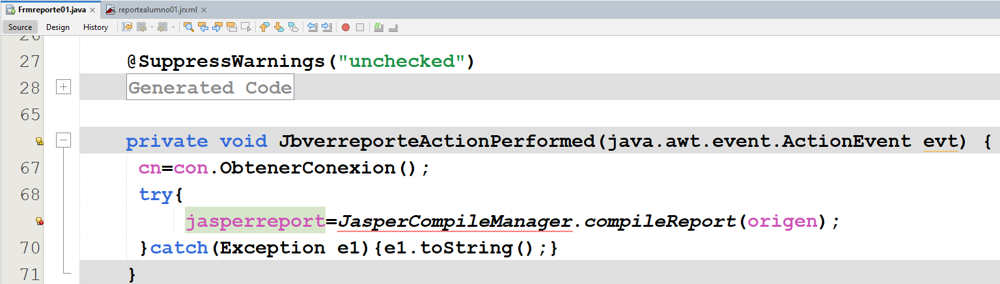 Frmreporte01.java reportealumno01.jrxml
Source Design History
26
27 @SuppressWarnings("unchecked")
28 Generated Code
65
private void JbverreporteActionPerformed(java.awt.event.ActionEvent evt) {
67 cn=con.ObtenerConexion();
68 try{
jasperreport=JasperCompileManager.compileReport(origen);
70 }catch(Exception e1){e1.toString();}
71 }